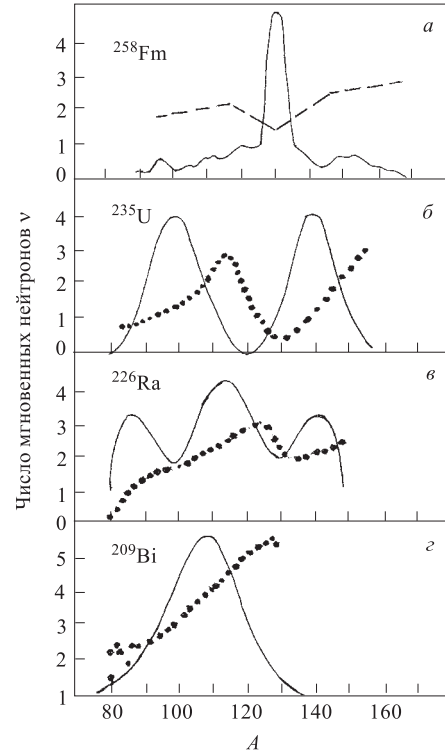 Число мгновенных нейтронов ν
4
3
2
1
0
²⁵⁸Fm
а
4
3
2
1
0
²³⁵U
б
4
3
2
1
0
²²⁶Ra
в
5
4
3
2
1
²⁰⁹Bi
г
80 100 120 140 160
A